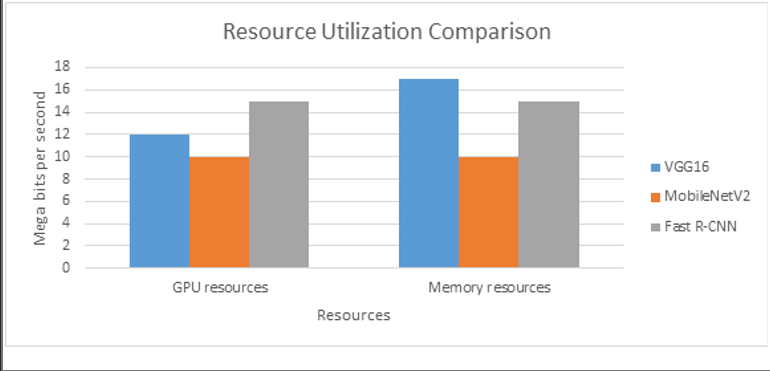 Resource Utilization Comparison
Mega bits per second
18
16
14
12
10
8
6
4
2
0
GPU resources
Memory resources
Resources
VGG16
MobileNetV2
Fast R-CNN